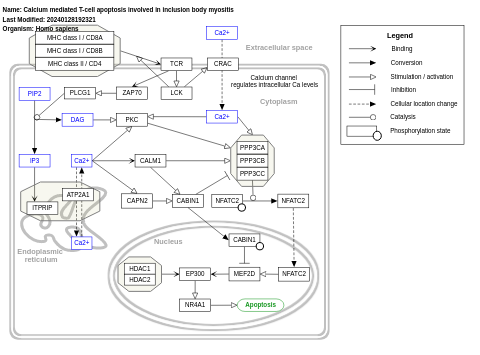 Name: Calcium mediated T-cell apoptosis involved in inclusion body myositis
Last Modified: 20240128192321
Organism: Homo sapiens
MHC class I / CD8A
MHC class I / CD8B
MHC class II / CD4
Ca2+
Extracellular space
TCR
CRAC
Calcium channel
regulates intracellular Ca levels
PIP2
PLCG1
ZAP70
LCK
Cytoplasm
DAG
PKC
Ca2+
IP3
Ca2+
CALM1
PPP3CA
PPP3CB
PPP3CC
ATP2A1
ITPRIP
CAPN2
CABIN1
NFATC2
NFATC2
Ca2+
Endoplasmic
reticulum
Nucleus
CABIN1
HDAC1
HDAC2
EP300
MEF2D
NFATC2
NR4A1
Apoptosis
Legend
Binding
Conversion
Stimulation / activation
Inhibition
Cellular location change
Catalysis
Phosphorylation state